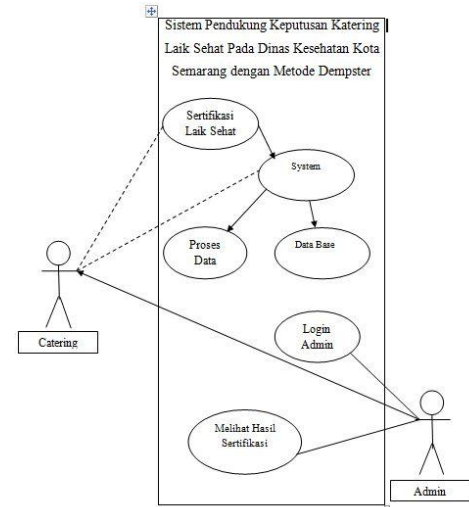 Sistem Pendukung Keputusan Katering
Laik Sehat Pada Dinas Kesehatan Kota
Semarang dengan Metode Dempster
Sertifikasi
Laik Sehat
System
Proses
Data
Data Base
Catering
Login
Admin
Melihat Hasil
Sertifikasi
Admin